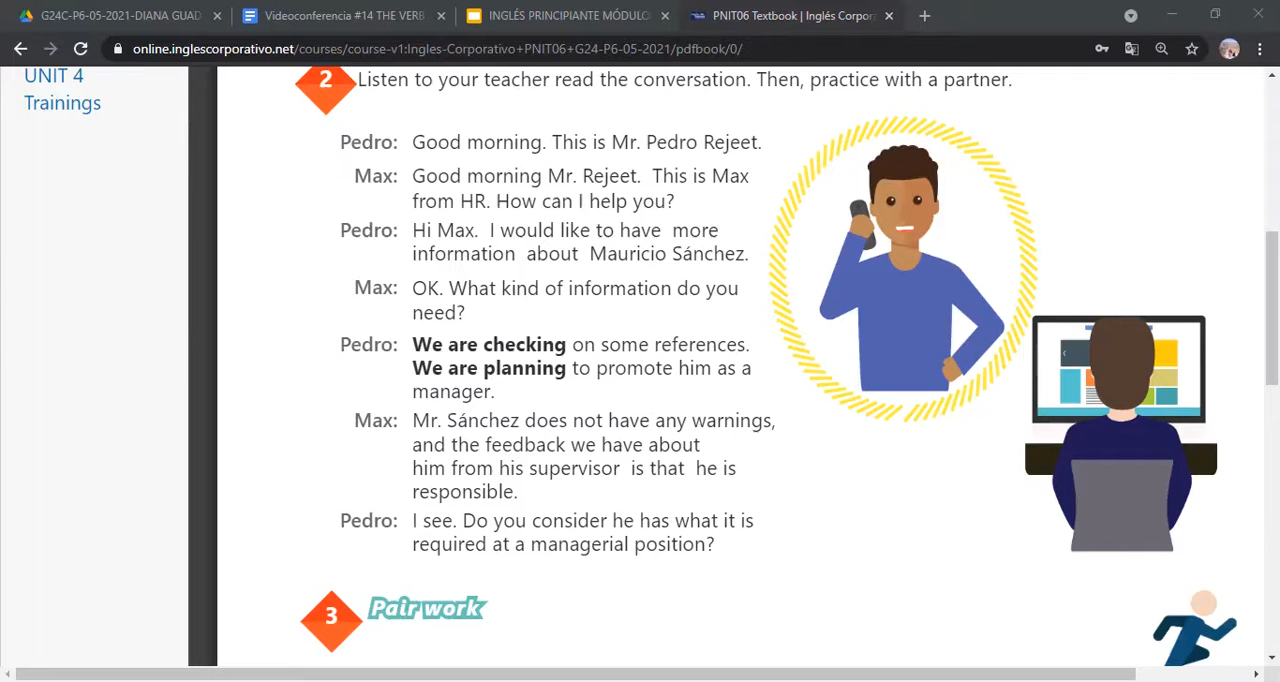 G24C-P6-05-2021-DIANA GUAD
Videoconferencia #14 THE VERB
INGLÉS PRINCIPIANTE MÓDULO
PNIT06 Textbook | Inglés Corpor
online.inglescorporativo.net/courses/course-v1:Ingles-Corporativo+PNIT06+G24-P6-05-2021/pdfbook/0/
UNIT 4
Trainings
2 Listen to your teacher read the conversation. Then, practice with a partner.
Pedro: Good morning. This is Mr. Pedro Rejeet.
Max: Good morning Mr. Rejeet. This is Max
from HR. How can I help you?
Pedro: Hi Max. I would like to have more
information about Mauricio Sánchez.
Max: OK. What kind of information do you
need?
Pedro: We are checking on some references.
We are planning to promote him as a
manager.
Max: Mr. Sánchez does not have any warnings,
and the feedback we have about
him from his supervisor is that he is
responsible.
Pedro: I see. Do you consider he has what it is
required at a managerial position?
3 Pair work